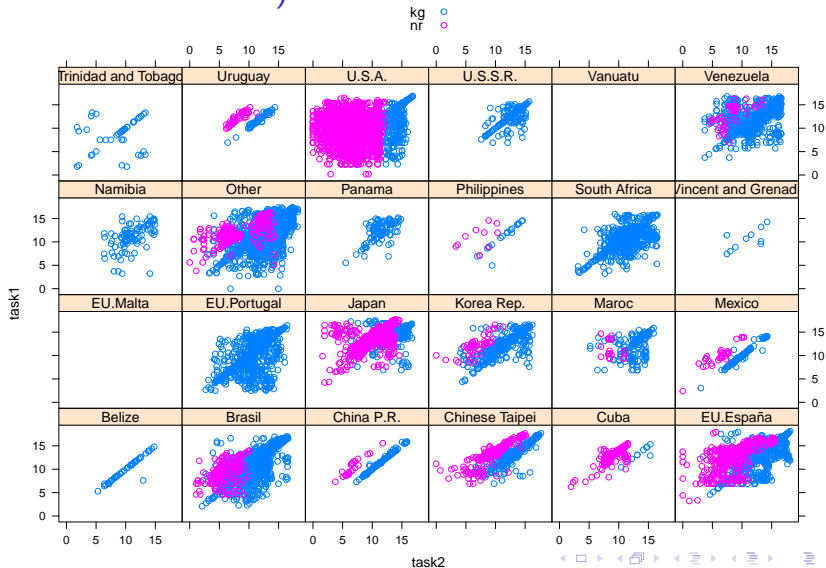 )
kg
nr
0 5 10 15 0 5 10 15 0 5 10 15
Trinidad and Tobago Uruguay U.S.A. U.S.S.R. Vanuatu Venezuela
15
10
5
0
Namibia Other Panama Philippines South Africa Vincent and Grenad
15
10
5
0
EU.Malta EU.Portugal Japan Korea Rep. Maroc Mexico
15
10
5
0
Belize Brasil China P.R. Chinese Taipei Cuba EU.España
15
10
5
0
0 5 10 15 0 5 10 15 0 5 10 15
task1
task2